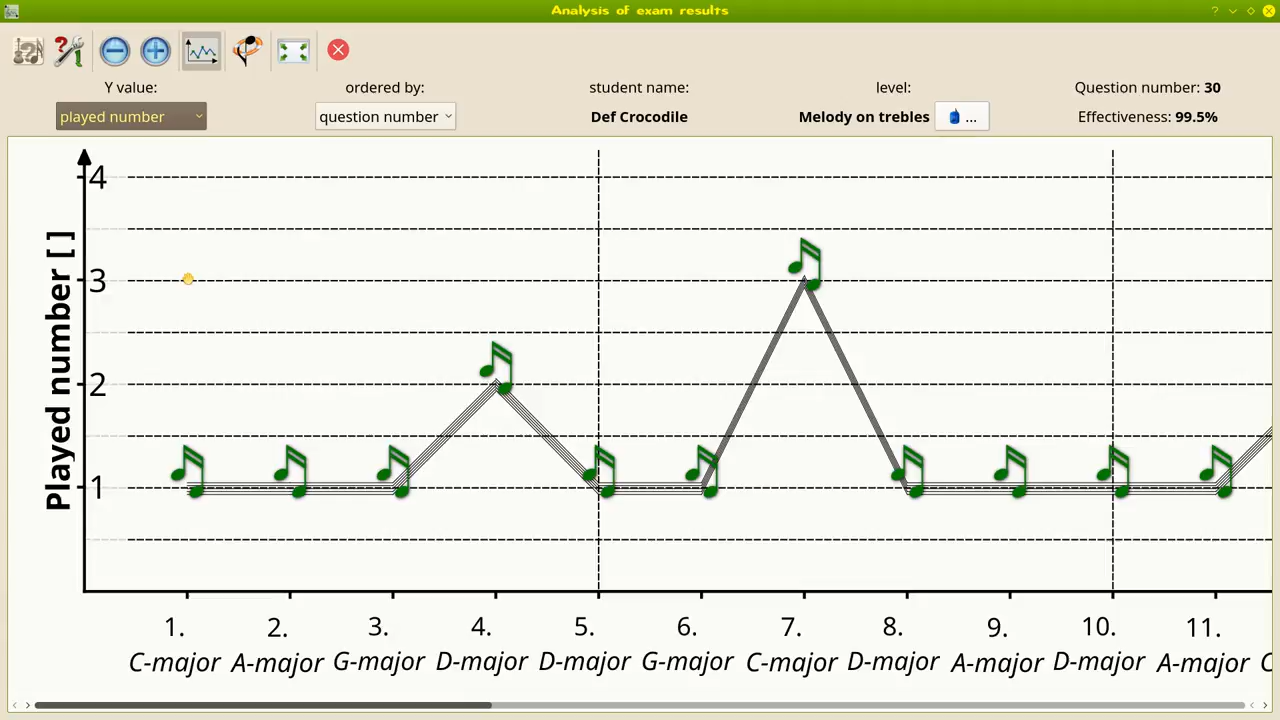 Analysis of exam results
Y value: ordered by: student name: level: Question number: 30
played number question number Def Crocodile Melody on trebles ... Effectiveness: 99.5%
Played number [ ]
4
3
2
1
1. 2. 3. 4. 5. 6. 7. 8. 9. 10. 11.
C-major A-major G-major D-major D-major G-major C-major D-major A-major D-major A-major C